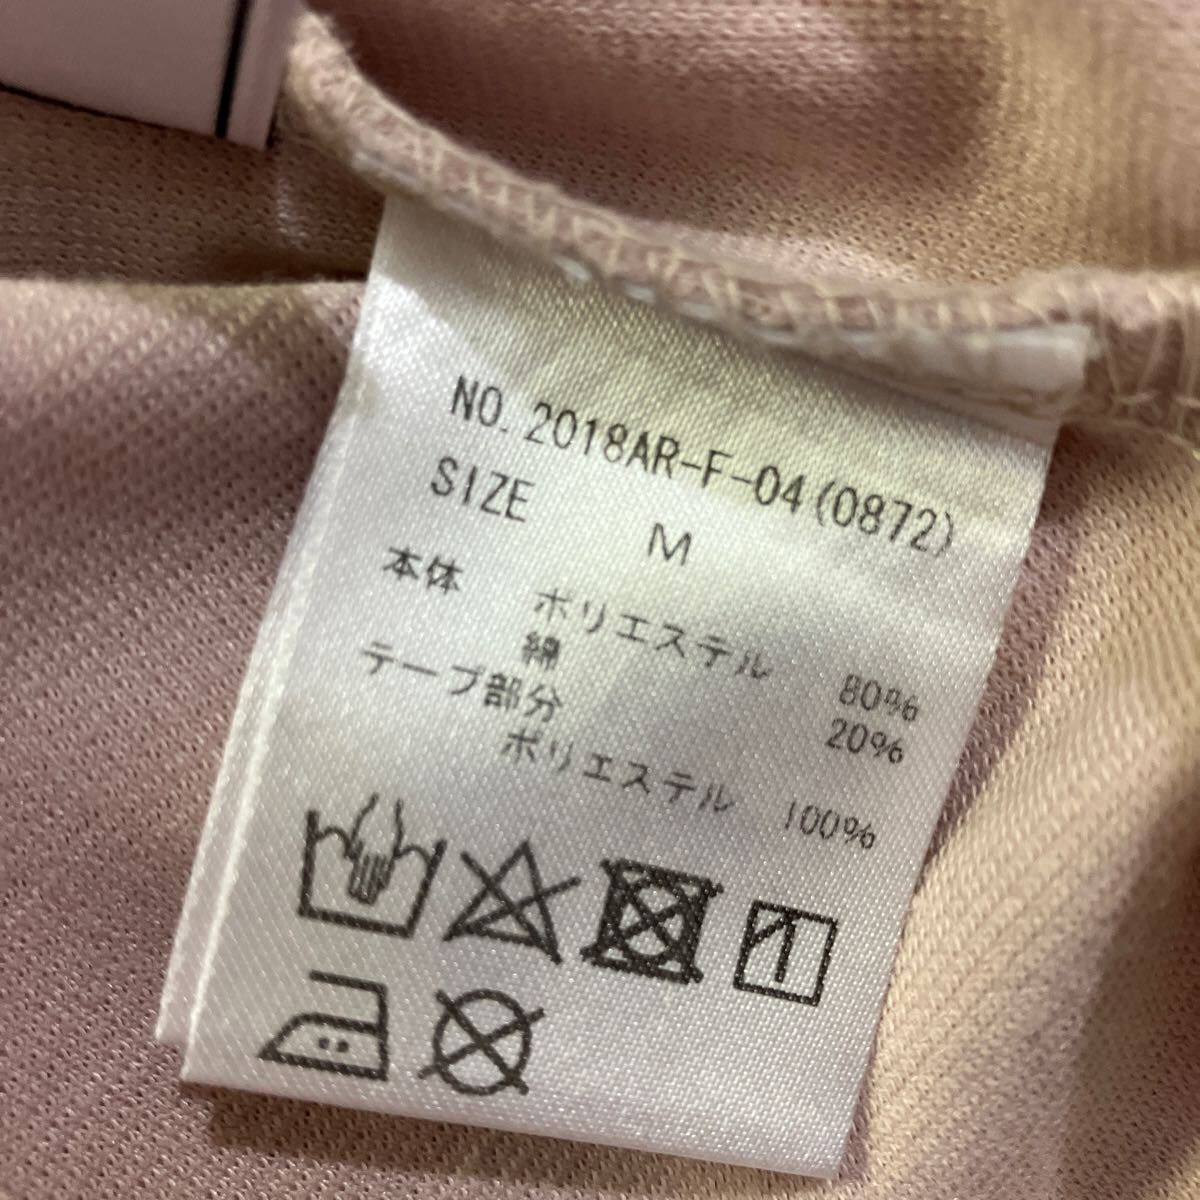 NO.2018AR-F-04(0872)
SIZE M
本体 ポリエステル 80%
綿 20%
テープ部分
ポリエステル 100%